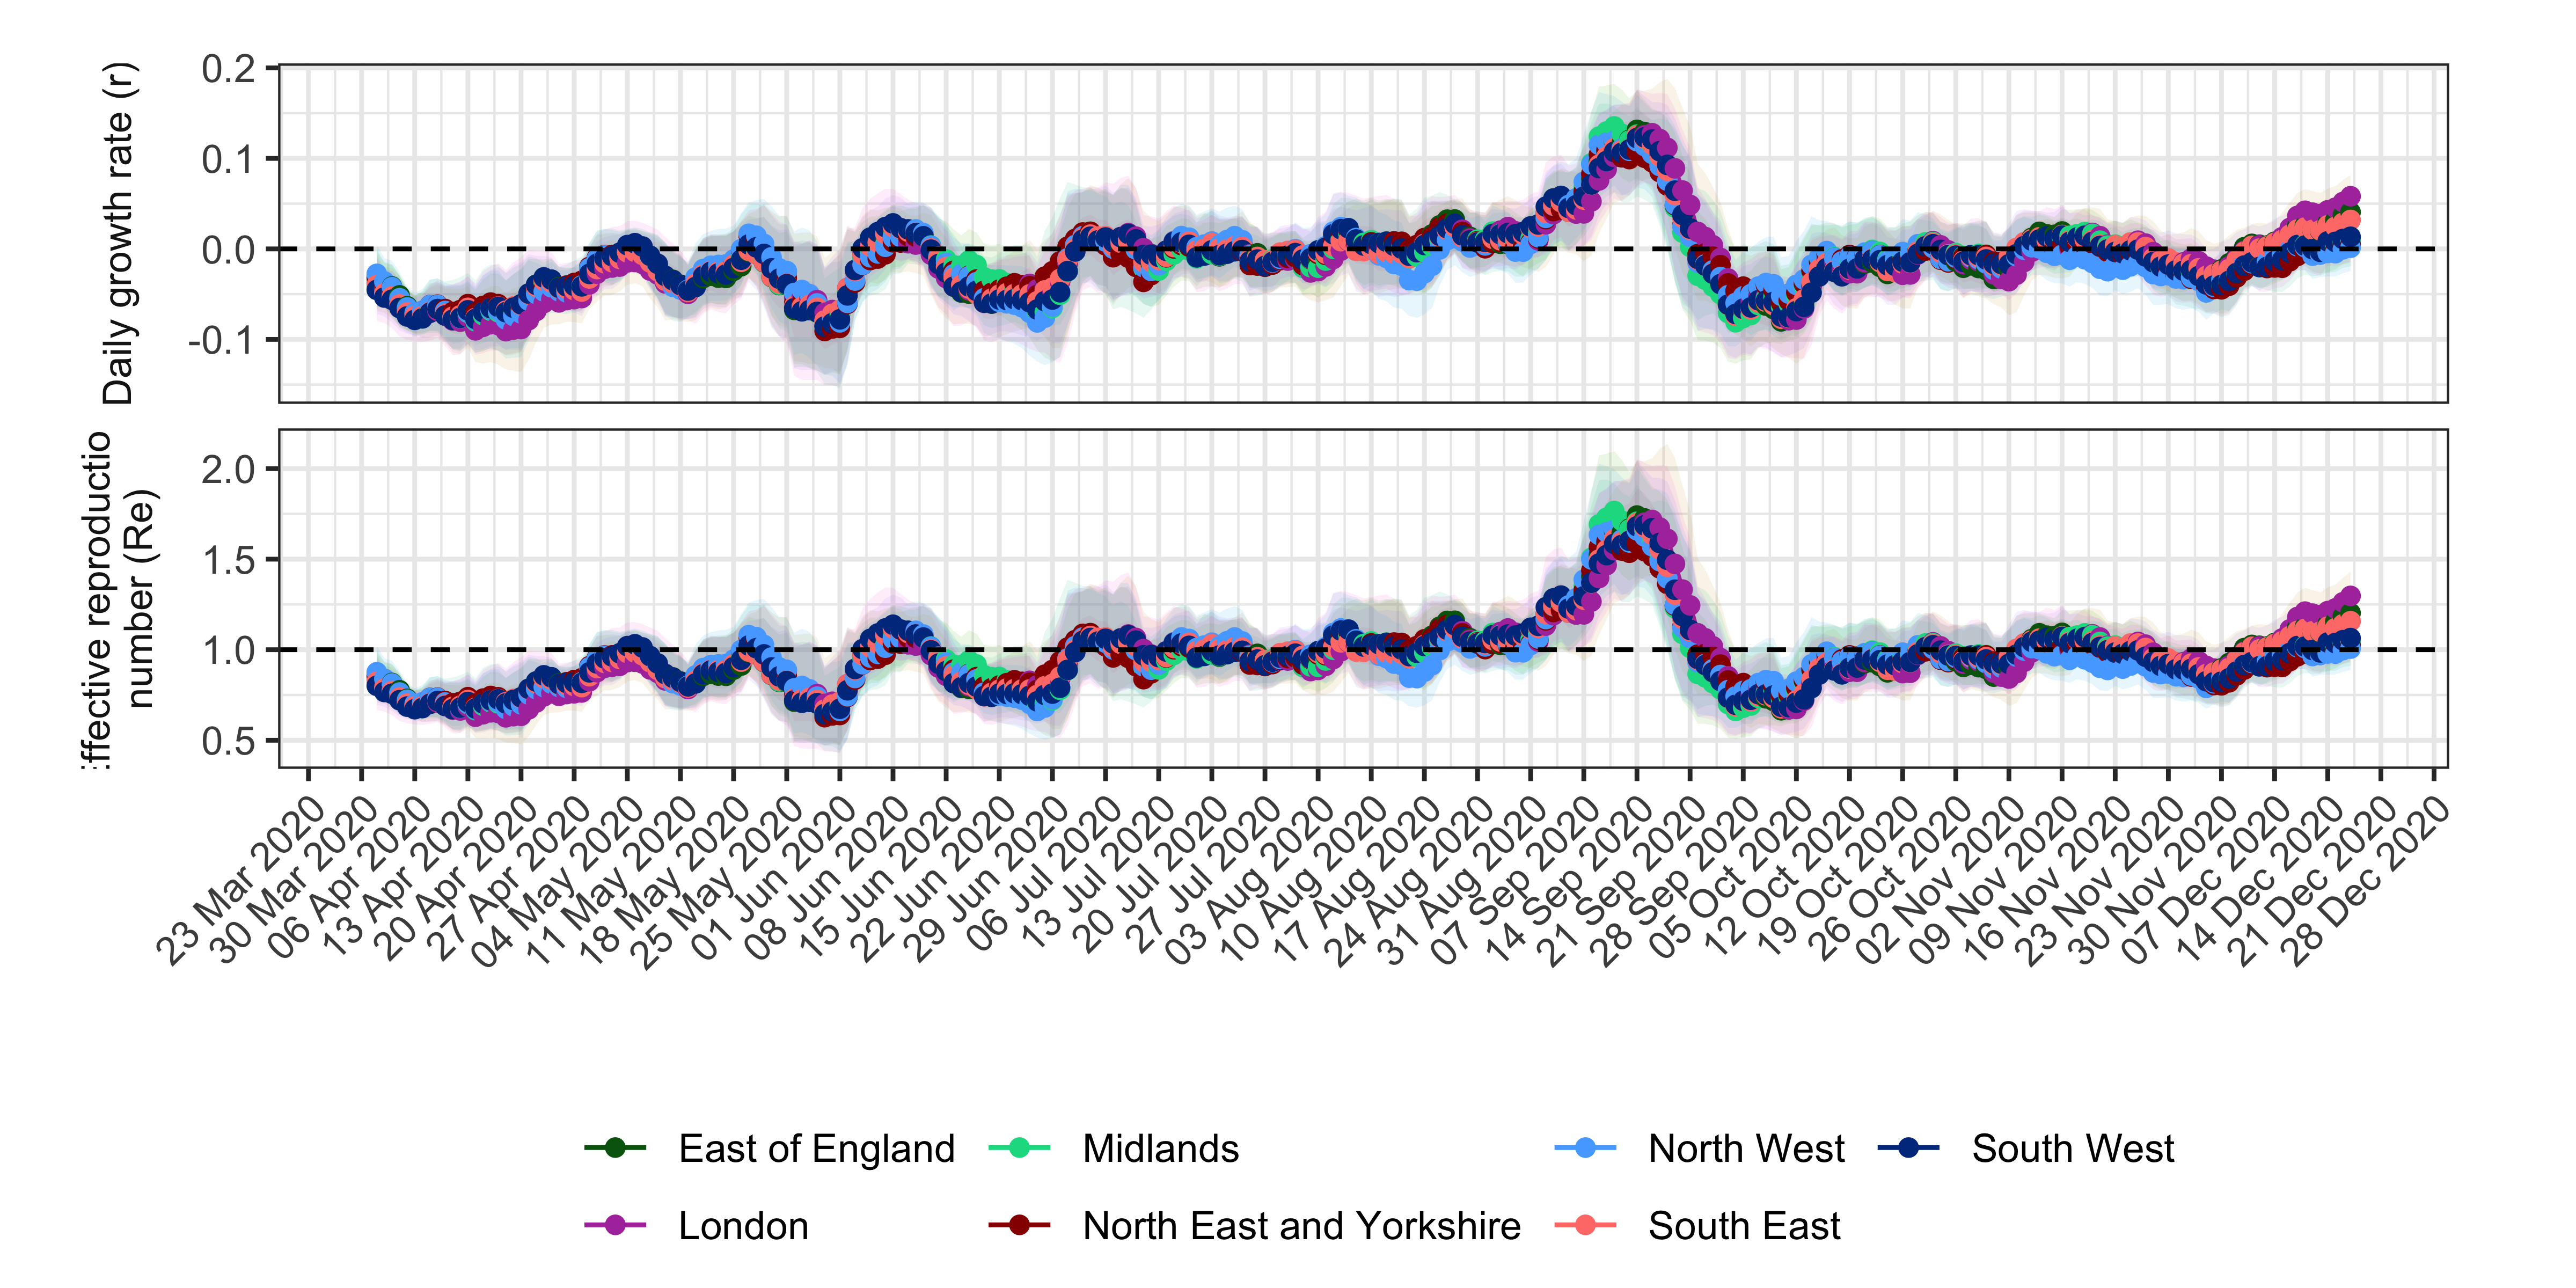 Daily growth rate (r)
0.2
0.1
0.0
-0.1
ffective reproductio
number (Re)
2.0
1.5
1.0
0.5
23 Mar 2020
30 Mar 2020
06 Apr 2020
13 Apr 2020
20 Apr 2020
27 Apr 2020
04 May 2020
11 May 2020
18 May 2020
25 May 2020
01 Jun 2020
08 Jun 2020
15 Jun 2020
22 Jun 2020
29 Jun 2020
06 Jul 2020
13 Jul 2020
20 Jul 2020
27 Jul 2020
03 Aug 2020
10 Aug 2020
17 Aug 2020
24 Aug 2020
31 Aug 2020
07 Sep 2020
14 Sep 2020
21 Sep 2020
28 Sep 2020
05 Oct 2020
12 Oct 2020
19 Oct 2020
26 Oct 2020
02 Nov 2020
09 Nov 2020
16 Nov 2020
23 Nov 2020
30 Nov 2020
07 Dec 2020
14 Dec 2020
21 Dec 2020
28 Dec 2020
East of England
Midlands
North West
South West
London
North East and Yorkshire
South East